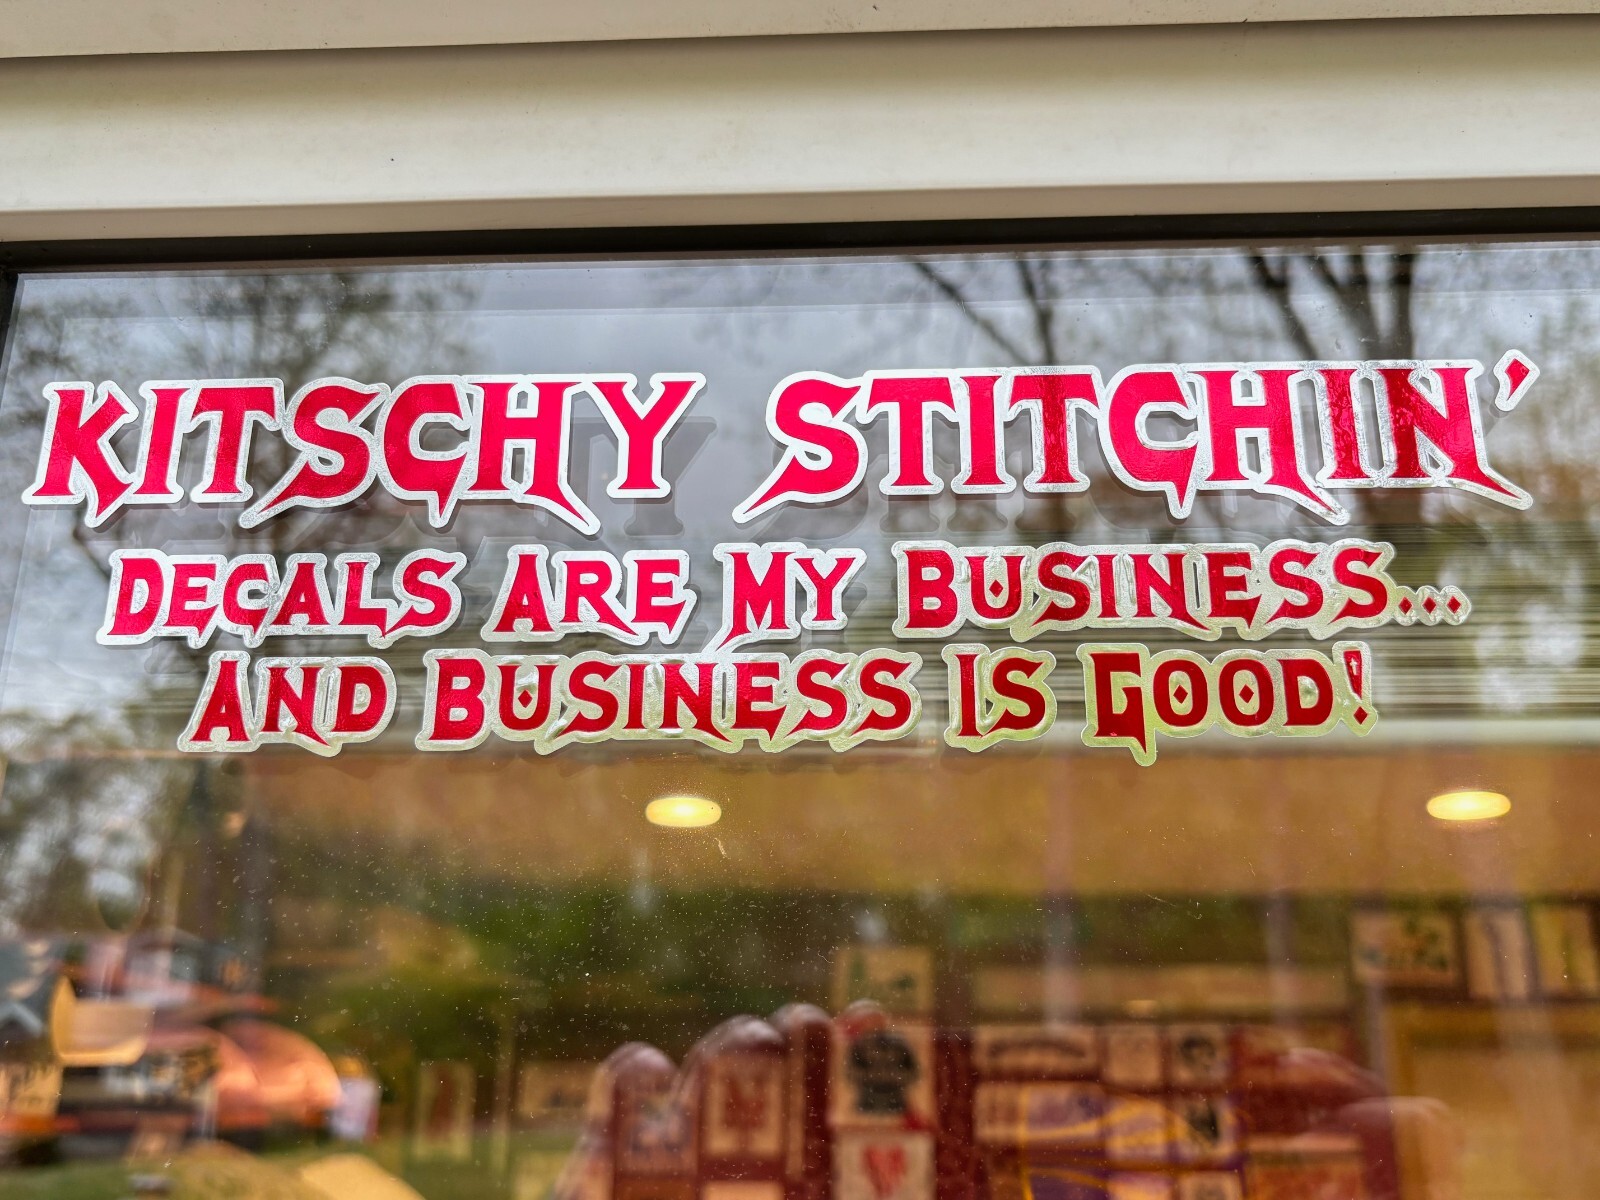 KITSCHY STITCHIN'
DECALS ARE MY BUSINESS...
AND BUSINESS IS GOOD!